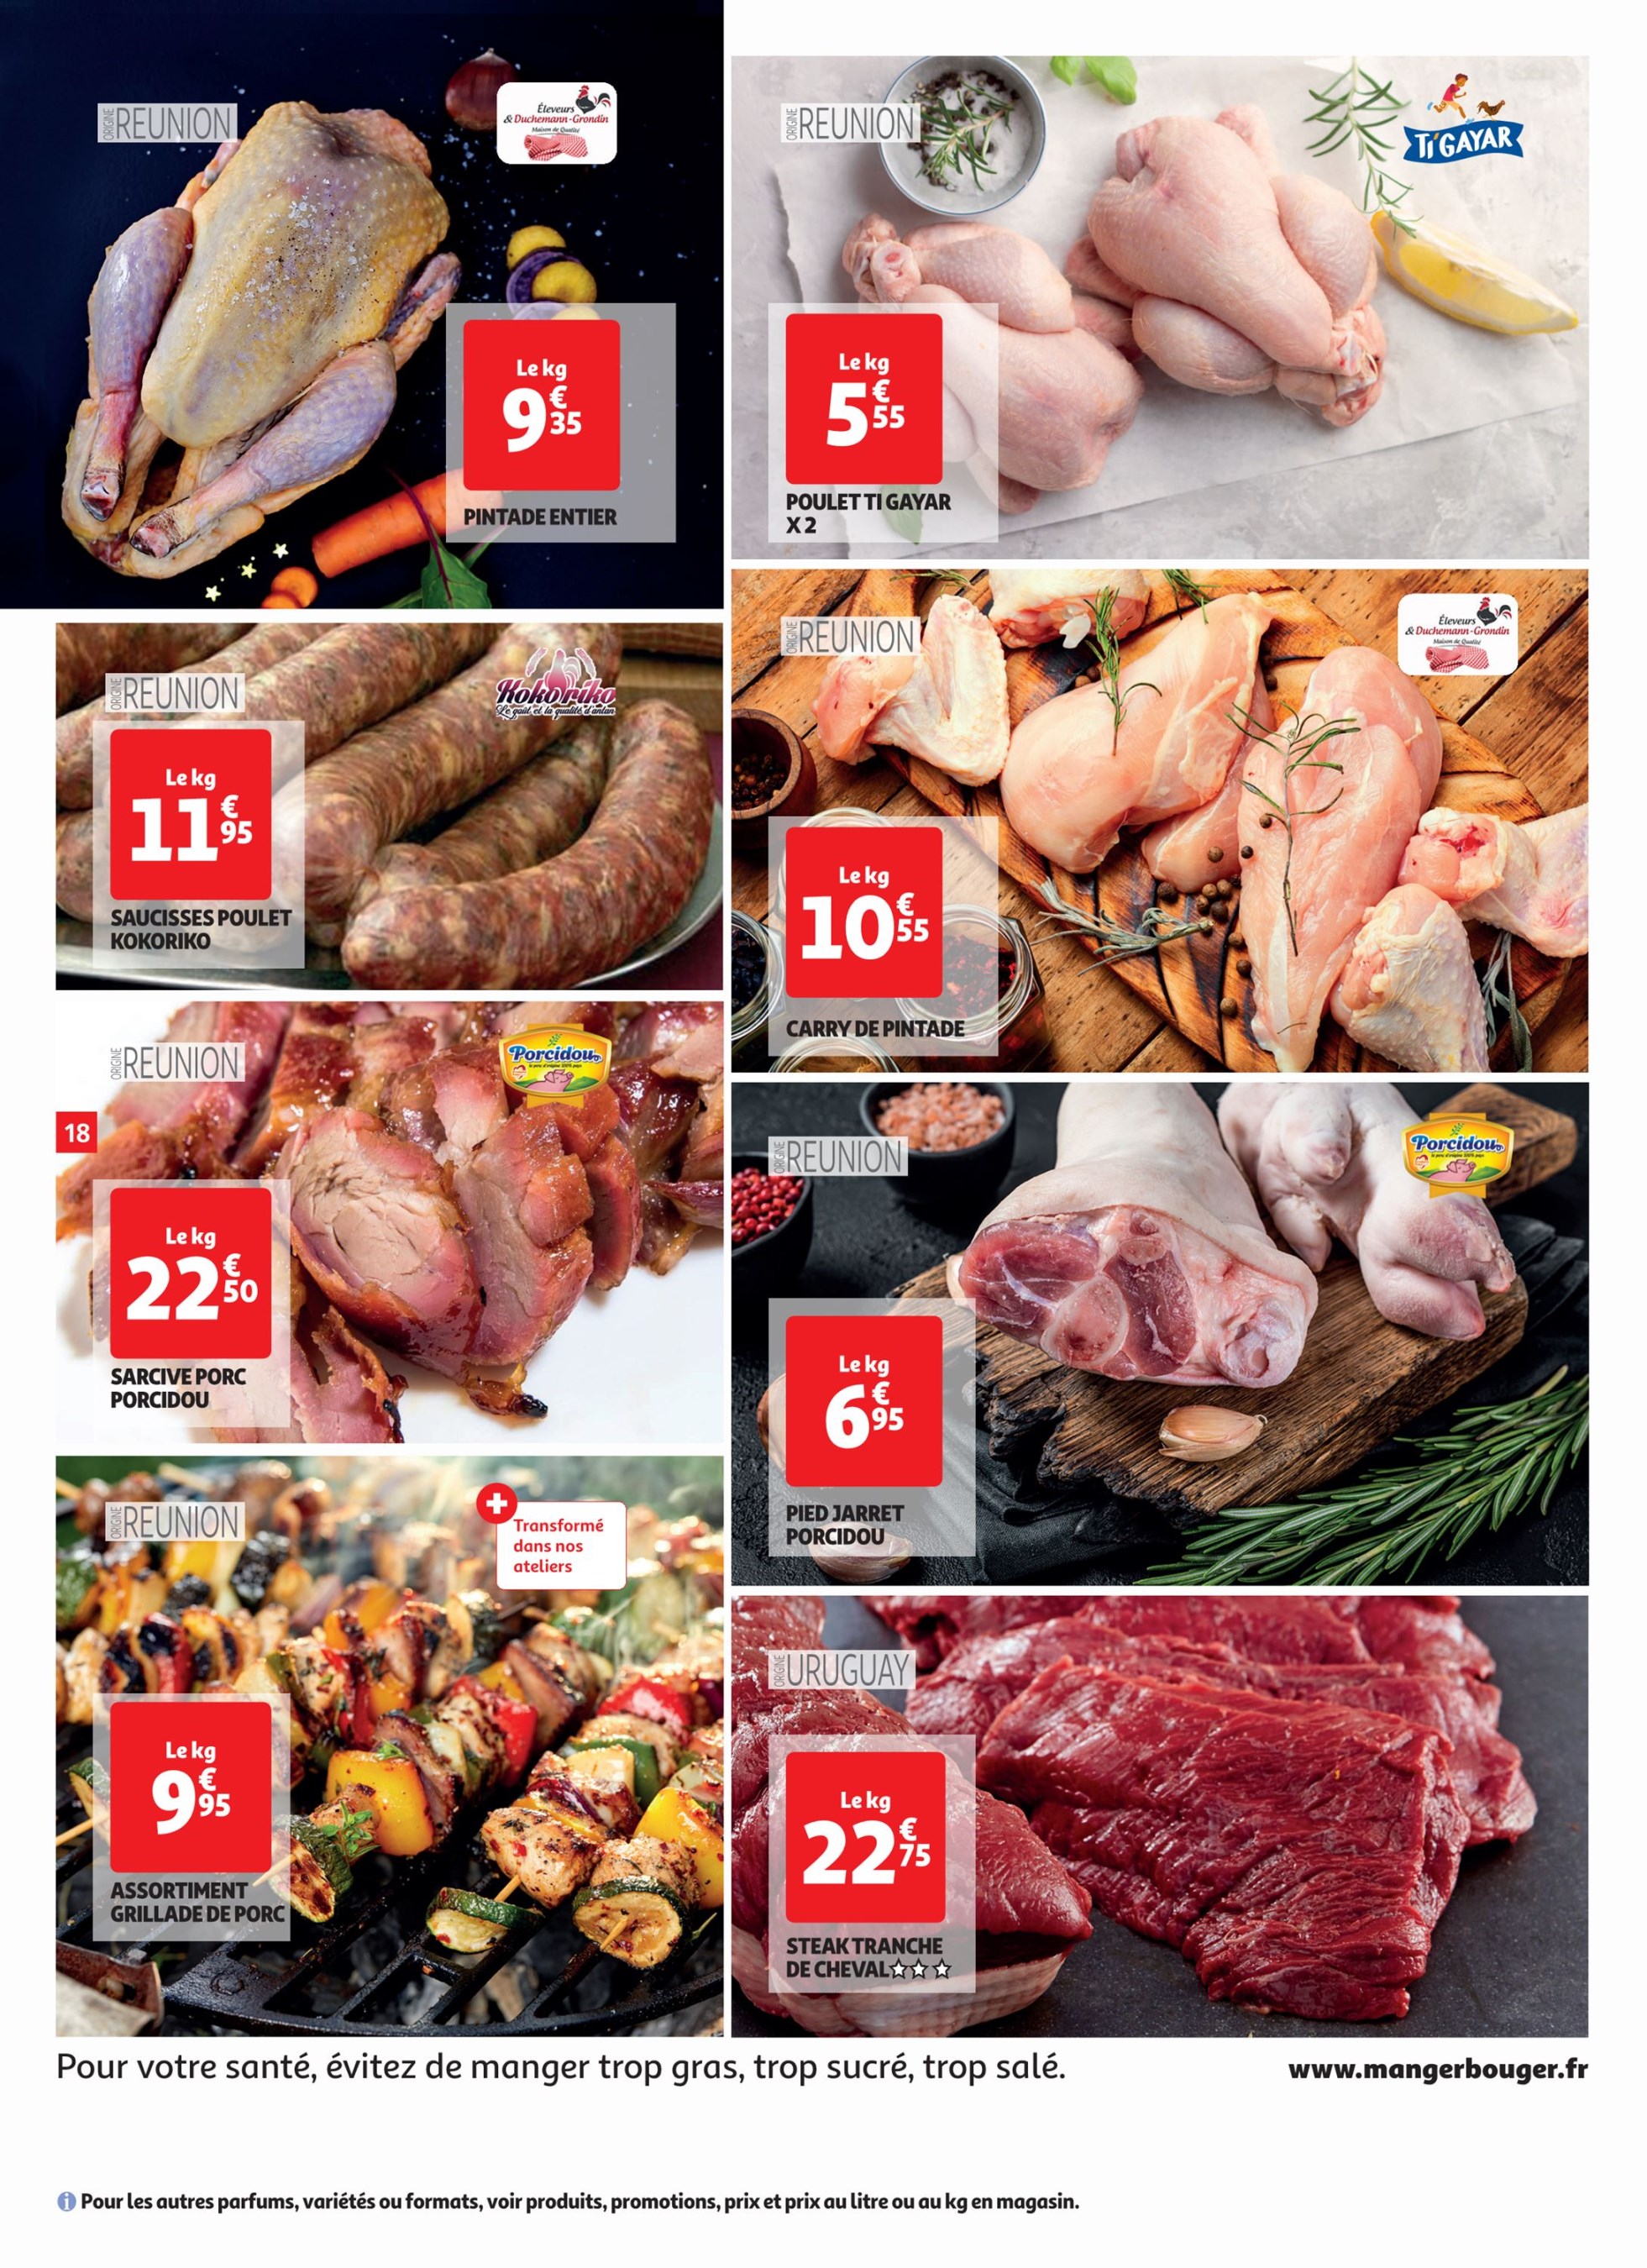 ORIGINE REUNION
Éleveurs
& Duchemann-Grondin
Maison de Qualité
Le kg
9€35
PINTADE ENTIER
ORIGINE REUNION
TI GAYAR
Le kg
5€55
POULET TI GAYAR
X 2
ORIGINE REUNION
Kokoriko
Le goût et la qualité d'antan
Le kg
11€95
SAUCISSES POULET
KOKORIKO
ORIGINE REUNION
Éleveurs
& Duchemann-Grondin
Maison de Qualité
Le kg
10€55
CARRY DE PINTADE
ORIGINE REUNION
Porcidou
18
Le kg
22€50
SARCIVE PORC
PORCIDOU
ORIGINE REUNION
Porcidou
Le kg
6€95
PIED JARRET
PORCIDOU
ORIGINE REUNION
Transformé
dans nos
ateliers
Le kg
9€95
ASSORTIMENT
GRILLADE DE PORC
ORIGINE URUGUAY
Le kg
22€75
STEAK TRANCHE
DE CHEVAL☆☆☆
Pour votre santé, évitez de manger trop gras, trop sucré, trop salé.
www.mangerbouger.fr
i Pour les autres parfums, variétés ou formats, voir produits, promotions, prix et prix au litre ou au kg en magasin.